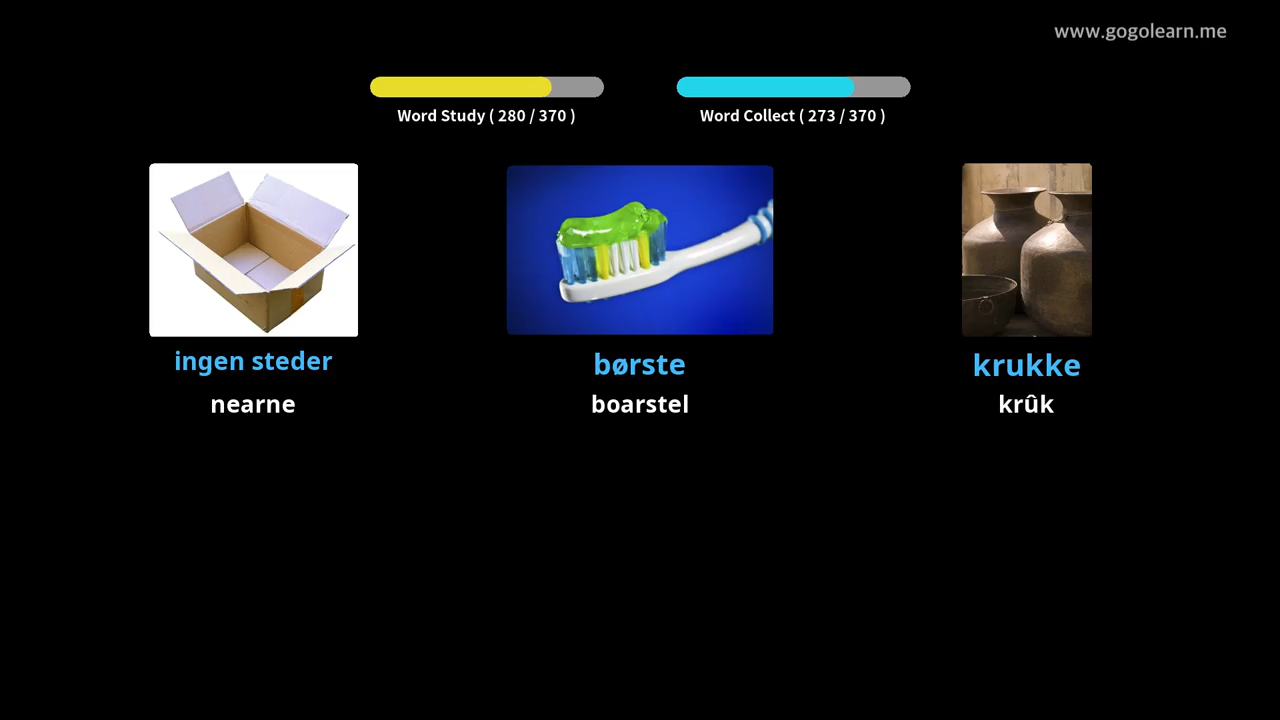 www.gogolearn.me
Word Study ( 280 / 370 )
Word Collect ( 273 / 370 )
ingen steder
børste
krukke
nearne
boarstel
krûk